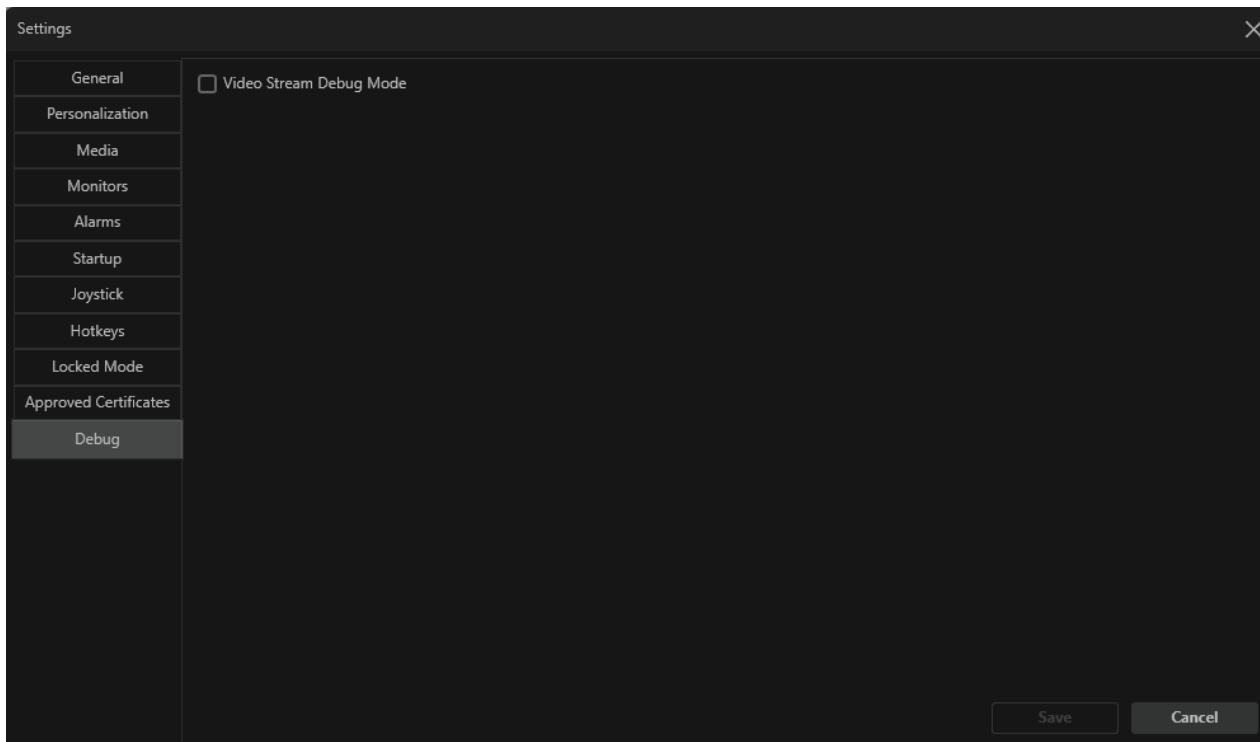 Settings
General
Personalization
Media
Monitors
Alarms
Startup
Joystick
Hotkeys
Locked Mode
Approved Certificates
Debug
Video Stream Debug Mode
Save
Cancel